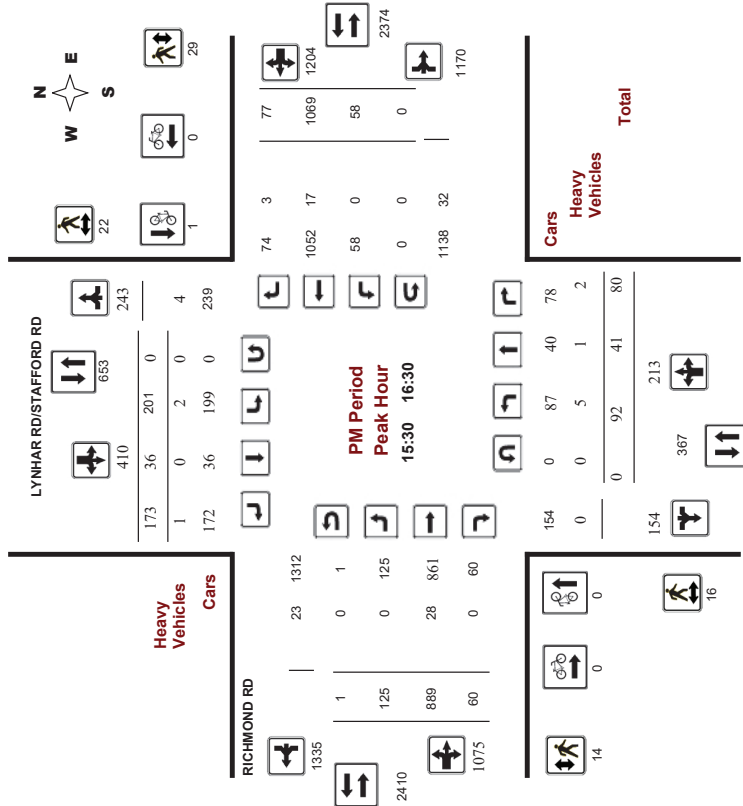 N
W E
S
29
0
22
1
LYNHAR RD/STAFFORD RD
653
410
243
173 36 201 0
1 0 2 0 4
172 36 199 0 239
Heavy
Vehicles
Cars
2374
1204
1170
74 3 77
1052 17 1069
58 0 58
0 0 0
1138 32
PM Period
Peak Hour
15:30 16:30
RICHMOND RD
1335
2410
1075
23 1312
1 0 1
125 0 125
889 28 861
60 0 60
Cars
Heavy
Vehicles
Total
154 0 87 40 78
0 0 5 1 2
0 92 41 80
154
213
367
0
0
14
16